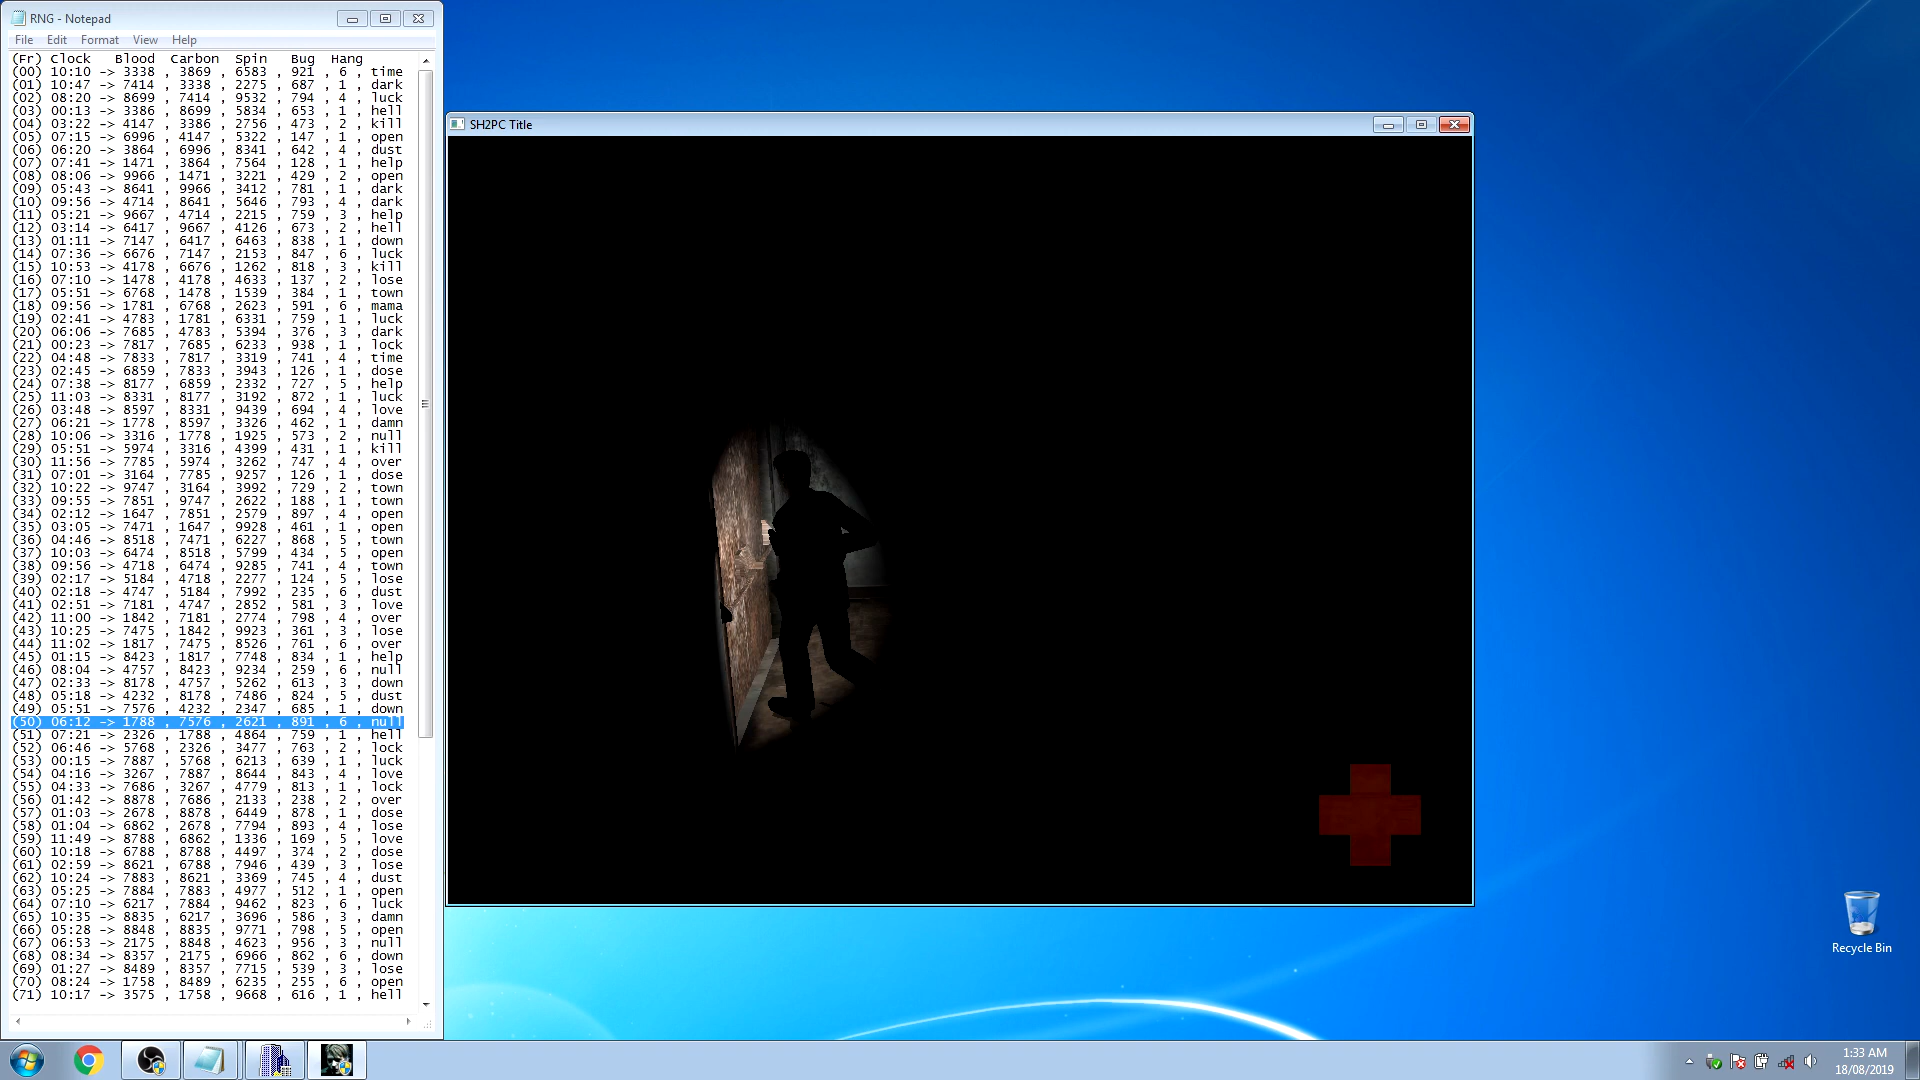 RNG - Notepad
File Edit Format View Help
(Fr) Clock Blood Carbon Spin Bug Hang
(00) 10:10 -> 3338 , 3869 , 6583 , 921 , 6 , time
(01) 10:47 -> 7414 , 3338 , 2275 , 687 , 1 , dark
(02) 08:20 -> 8699 , 7414 , 9532 , 794 , 4 , luck
(03) 00:13 -> 3386 , 8699 , 5834 , 653 , 1 , hell
(04) 03:22 -> 4147 , 3386 , 2756 , 473 , 2 , kill
(05) 07:15 -> 6996 , 4147 , 5322 , 147 , 1 , open
(06) 06:20 -> 3864 , 6996 , 8341 , 642 , 4 , dust
(07) 07:41 -> 1471 , 3864 , 7564 , 128 , 1 , help
(08) 08:06 -> 9966 , 1471 , 3221 , 429 , 2 , open
(09) 05:43 -> 8641 , 9966 , 3412 , 781 , 1 , dark
(10) 09:56 -> 4714 , 8641 , 5646 , 793 , 4 , dark
(11) 05:21 -> 9667 , 4714 , 2215 , 759 , 3 , help
(12) 03:14 -> 6417 , 9667 , 4126 , 673 , 2 , hell
(13) 01:11 -> 7147 , 6417 , 6463 , 838 , 1 , down
(14) 07:36 -> 6676 , 7147 , 2153 , 847 , 6 , luck
(15) 10:53 -> 4178 , 6676 , 1262 , 818 , 3 , kill
(16) 07:10 -> 1478 , 4178 , 4633 , 137 , 2 , lose
(17) 05:51 -> 6768 , 1478 , 1539 , 384 , 1 , town
(18) 09:56 -> 1781 , 6768 , 2623 , 591 , 6 , mama
(19) 02:41 -> 4783 , 1781 , 6331 , 759 , 1 , luck
(20) 06:06 -> 7685 , 4783 , 5394 , 376 , 3 , dark
(21) 00:23 -> 7817 , 7685 , 6233 , 938 , 1 , lock
(22) 04:48 -> 7833 , 7817 , 3319 , 741 , 4 , time
(23) 02:45 -> 6859 , 7833 , 3943 , 126 , 1 , dose
(24) 07:38 -> 8177 , 6859 , 2332 , 727 , 5 , help
(25) 11:03 -> 8331 , 8177 , 3192 , 872 , 1 , luck
(26) 03:48 -> 8597 , 8331 , 9439 , 694 , 4 , love
(27) 06:21 -> 1778 , 8597 , 3326 , 462 , 1 , damn
(28) 10:06 -> 3316 , 1778 , 1925 , 573 , 2 , null
(29) 05:51 -> 5974 , 3316 , 4399 , 431 , 1 , kill
(30) 11:56 -> 7785 , 5974 , 3262 , 747 , 4 , over
(31) 07:01 -> 3164 , 7785 , 9257 , 126 , 1 , dose
(32) 10:22 -> 9747 , 3164 , 3992 , 729 , 2 , town
(33) 09:55 -> 7851 , 9747 , 2622 , 188 , 1 , town
(34) 02:12 -> 1647 , 7851 , 2579 , 897 , 4 , open
(35) 03:05 -> 7471 , 1647 , 9928 , 461 , 1 , open
(36) 04:46 -> 8518 , 7471 , 6227 , 868 , 5 , town
(37) 10:03 -> 6474 , 8518 , 5799 , 434 , 5 , open
(38) 09:56 -> 4718 , 6474 , 9285 , 741 , 4 , town
(39) 02:17 -> 5184 , 4718 , 2277 , 124 , 5 , lose
(40) 02:18 -> 4747 , 5184 , 7992 , 235 , 6 , dust
(41) 02:51 -> 7181 , 4747 , 2852 , 581 , 3 , love
(42) 11:00 -> 1842 , 7181 , 2774 , 798 , 4 , over
(43) 10:25 -> 7475 , 1842 , 9923 , 361 , 3 , lose
(44) 11:02 -> 1817 , 7475 , 8526 , 761 , 6 , over
(45) 01:15 -> 8423 , 1817 , 7748 , 834 , 1 , help
(46) 08:04 -> 4757 , 8423 , 9234 , 259 , 6 , null
(47) 02:33 -> 8178 , 4757 , 5262 , 613 , 3 , down
(48) 05:18 -> 4232 , 8178 , 7486 , 824 , 5 , dust
(49) 05:51 -> 7576 , 4232 , 2347 , 685 , 1 , down
(50) 06:12 -> 1788 , 7576 , 2621 , 891 , 6 , null
(51) 07:21 -> 2326 , 1788 , 4864 , 759 , 1 , hell
(52) 06:46 -> 5768 , 2326 , 3477 , 763 , 2 , lock
(53) 00:15 -> 7887 , 5768 , 6213 , 639 , 1 , luck
(54) 04:16 -> 3267 , 7887 , 8644 , 843 , 4 , love
(55) 04:33 -> 7686 , 3267 , 4779 , 813 , 1 , lock
(56) 01:42 -> 8878 , 7686 , 2133 , 238 , 2 , over
(57) 01:03 -> 2678 , 8878 , 6449 , 878 , 1 , dose
(58) 01:04 -> 6862 , 2678 , 7794 , 893 , 4 , lose
(59) 11:49 -> 8788 , 6862 , 1336 , 169 , 5 , love
(60) 10:18 -> 6788 , 8788 , 4497 , 374 , 2 , dose
(61) 02:59 -> 8621 , 6788 , 7946 , 439 , 3 , lose
(62) 10:24 -> 7883 , 8621 , 3369 , 745 , 4 , dust
(63) 05:25 -> 7884 , 7883 , 4977 , 512 , 1 , open
(64) 07:10 -> 6217 , 7884 , 9462 , 823 , 6 , luck
(65) 10:35 -> 8835 , 6217 , 3696 , 586 , 3 , damn
(66) 05:28 -> 8848 , 8835 , 9771 , 798 , 5 , open
(67) 06:53 -> 2175 , 8848 , 4623 , 956 , 3 , null
(68) 08:34 -> 8357 , 2175 , 6966 , 862 , 6 , down
(69) 01:27 -> 8489 , 8357 , 7715 , 539 , 3 , lose
(70) 08:24 -> 1758 , 8489 , 6235 , 255 , 6 , open
(71) 10:17 -> 3575 , 1758 , 9668 , 616 , 1 , hell
SH2PC Title
Recycle Bin
1:33 AM
18/08/2019